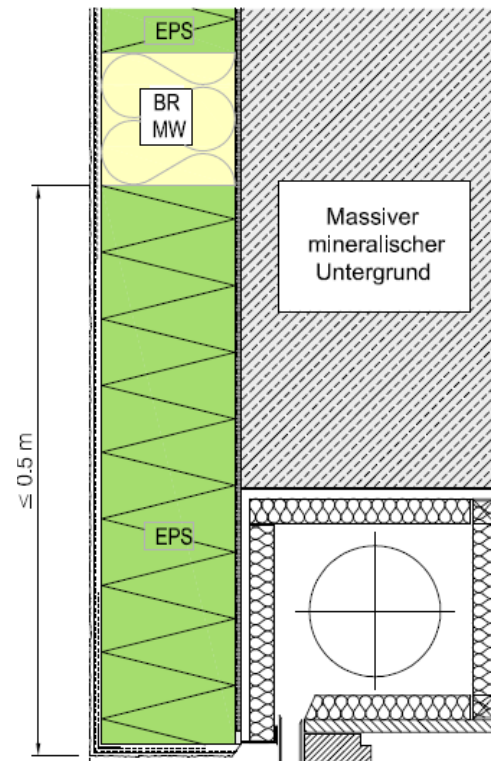 EPS
BR
MW
Massiver
mineralischer
Untergrund
≤ 0.5 m
EPS